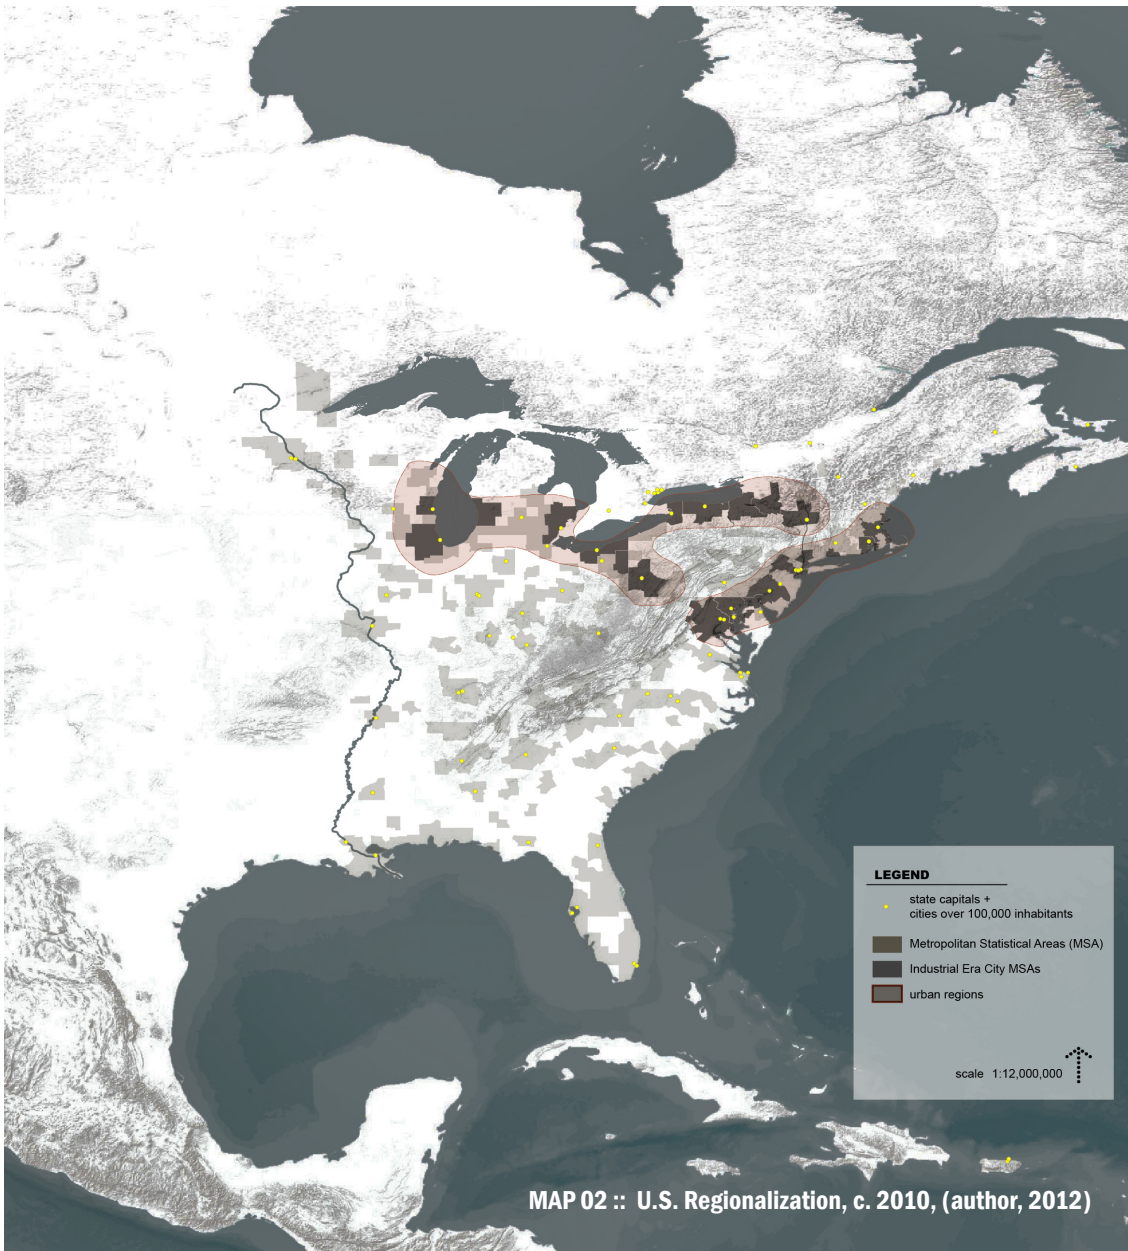 LEGEND
state capitals +
cities over 100,000 inhabitants
Metropolitan Statistical Areas (MSA)
Industrial Era City MSAs
urban regions
scale 1:12,000,000
MAP 02 :: U.S. Regionalization, c. 2010, (author, 2012)